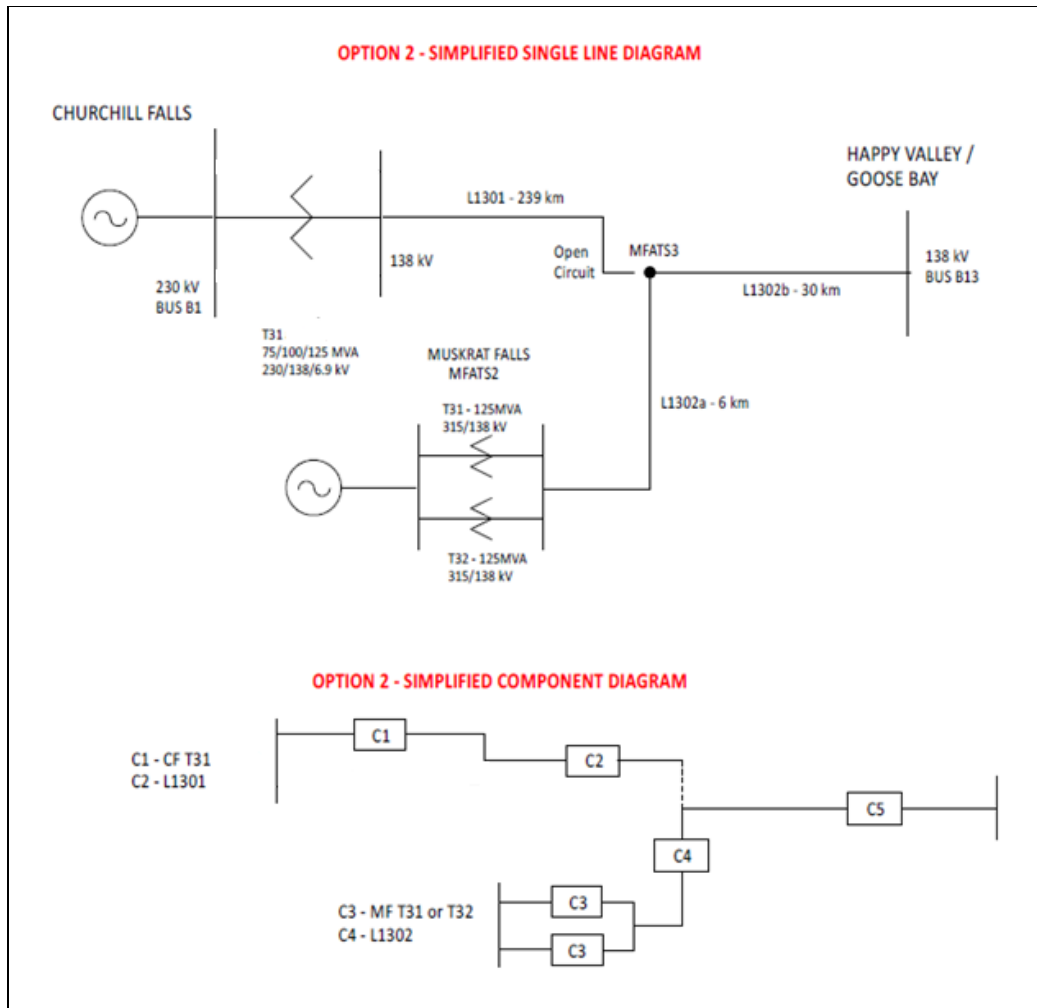 OPTION 2 - SIMPLIFIED SINGLE LINE DIAGRAM
CHURCHILL FALLS
HAPPY VALLEY /
GOOSE BAY
L1301 - 239 km
Open
Circuit
MFATS3
138 kV
138 kV
BUS B13
L1302b - 30 km
230 kV
BUS B1
T31
75/100/125 MVA
230/138/6.9 kV
MUSKRAT FALLS
MFATS2
T31 - 125MVA
315/138 kV
L1302a - 6 km
T32 - 125MVA
315/138 kV
OPTION 2 - SIMPLIFIED COMPONENT DIAGRAM
C1
C1 - CF T31
C2 - L1301
C2
C5
C4
C3 - MF T31 or T32
C4 - L1302
C3
C3